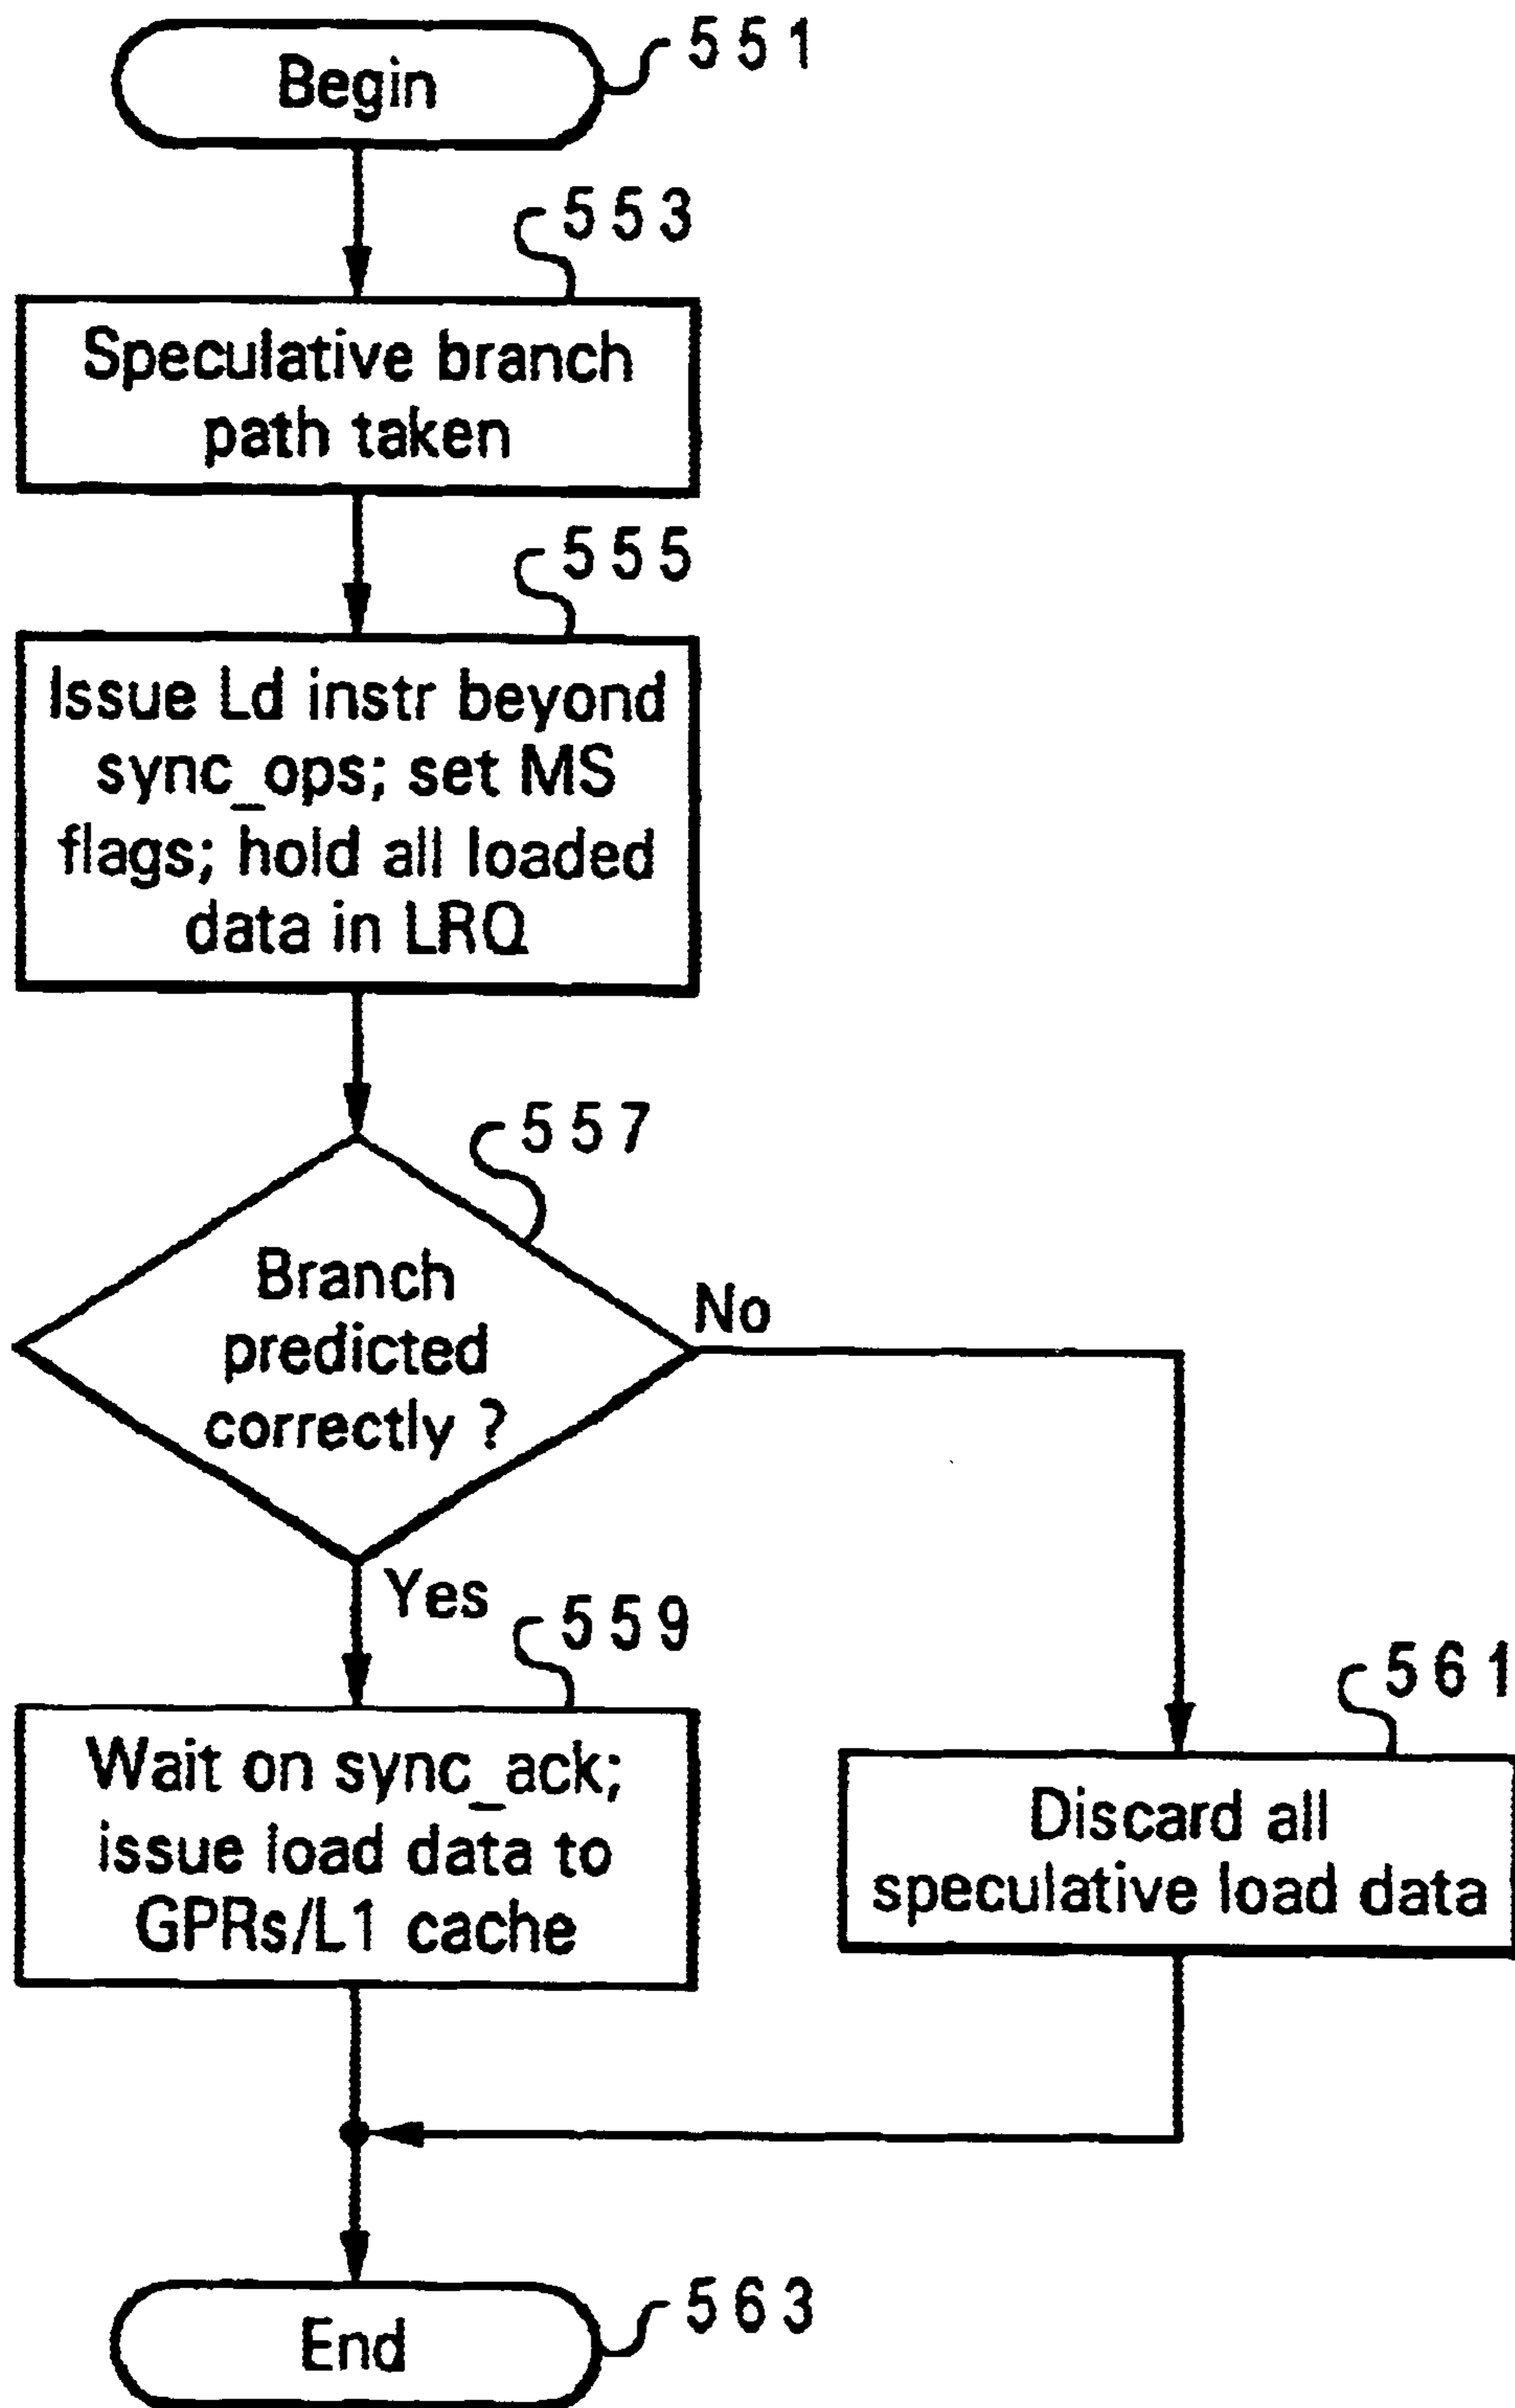 Begin
551
553
Speculative branch
path taken
555
Issue Ld instr beyond
sync_ops; set MS
flags; hold all loaded
data in LRQ
557
Branch
predicted
correctly ?
No
Yes
559
Wait on sync_ack;
issue load data to
GPRs/L1 cache
561
Discard all
speculative load data
End
563